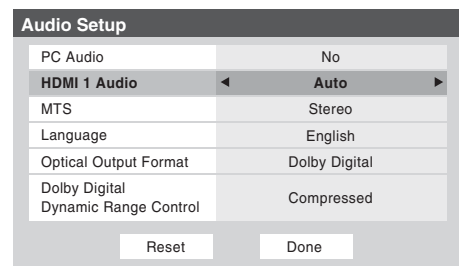 Audio Setup
PC Audio No
HDMI 1 Audio Auto
MTS Stereo
Language English
Optical Output Format Dolby Digital
Dolby Digital
Dynamic Range Control Compressed
Reset Done